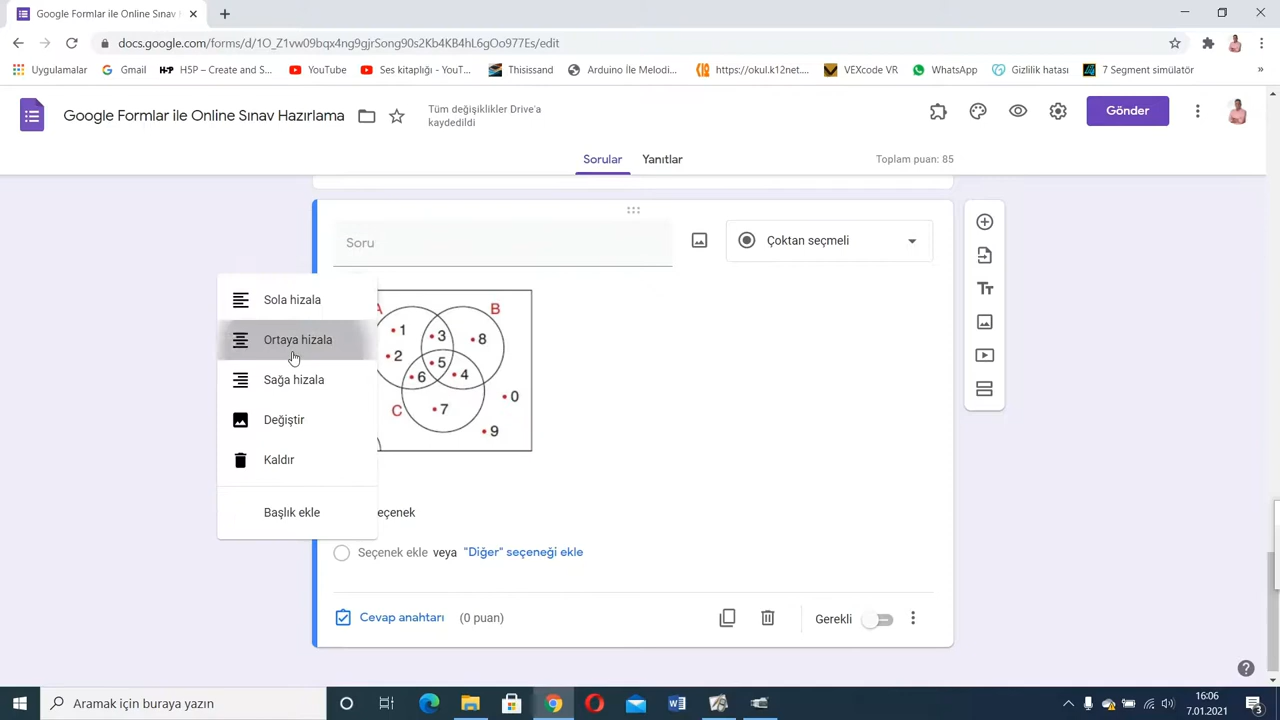 Google Formlar ile Online Sınav
docs.google.com/forms/d/1O_Z1vw09bqx4ng9gjrSong90s2Kb4KB4hL6gOo977Es/edit
Uygulamalar
Gmail
H5P – Create and S...
YouTube
Ses kitaplığı - YouT...
Thisissand
Arduino İle Melodi...
https://okul.k12net....
VEXcode VR
WhatsApp
Gizlilik hatası
7 Segment simülatör
»
Google Formlar ile Online Sınav Hazırlama
Tüm değişiklikler Drive'a
kaydedildi
Gönder
Sorular
Yanıtlar
Toplam puan: 85
Soru
Çoktan seçmeli
Sola hizala
Ortaya hizala
Sağa hizala
Değiştir
Kaldır
Başlık ekle
A
B
1
3
8
2
5
6
4
0
C
7
9
eçenek
Seçenek ekle veya "Diğer" seçeneği ekle
Cevap anahtarı (0 puan)
Gerekli
Aramak için buraya yazın
16:06
7.01.2021
3